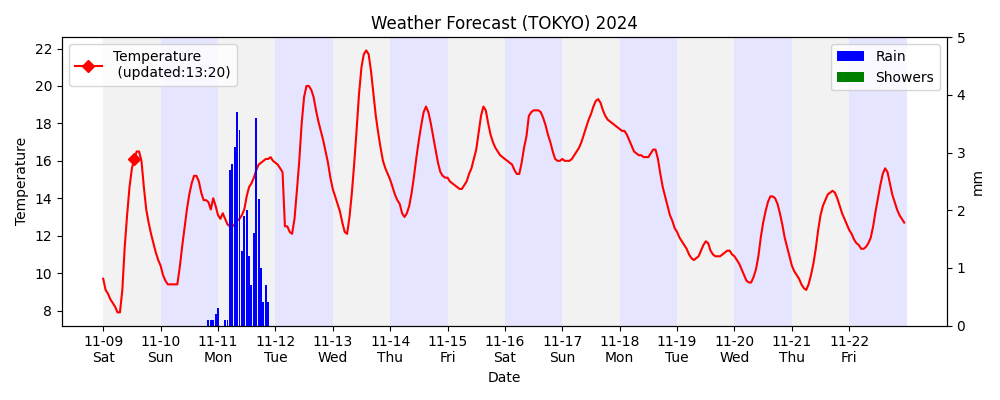 Weather Forecast (TOKYO) 2024
Temperature
(updated:13:20)
Rain
Showers
Temperature
22
20
18
16
14
12
10
8
5
4
3
2
1
0
mm
11-09 11-10 11-11 11-12 11-13 11-14 11-15 11-16 11-17 11-18 11-19 11-20 11-21 11-22
Sat Sun Mon Tue Wed Thu Fri Sat Sun Mon Tue Wed Thu Fri
Date